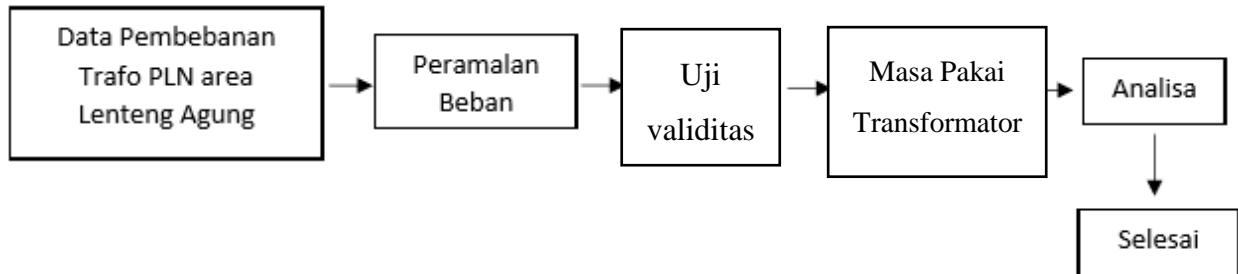 Data Pembebanan
Trafo PLN area
Lenteng Agung
Peramalan
Beban
Uji
validitas
Masa Pakai
Transformator
Analisa
Selesai